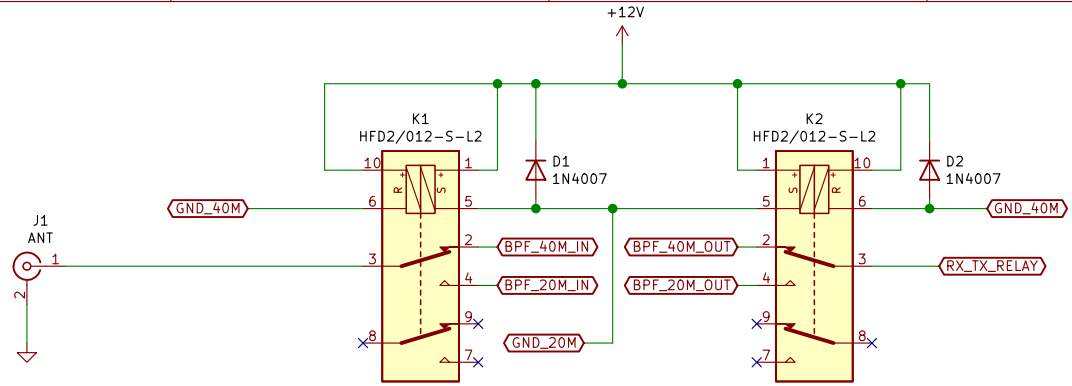 +12V
K1
HFD2/012-S-L2
K2
HFD2/012-S-L2
10
1
1
10
R
+
+
S
S
+
+
R
D1
1N4007
D2
1N4007
GND_40M
6
5
5
6
GND_40M
J1
ANT
1
2
3
2
BPF_40M_IN
BPF_40M_OUT
2
3
RX_TX_RELAY
4
BPF_20M_IN
BPF_20M_OUT
4
9
9
8
GND_20M
8
7
7